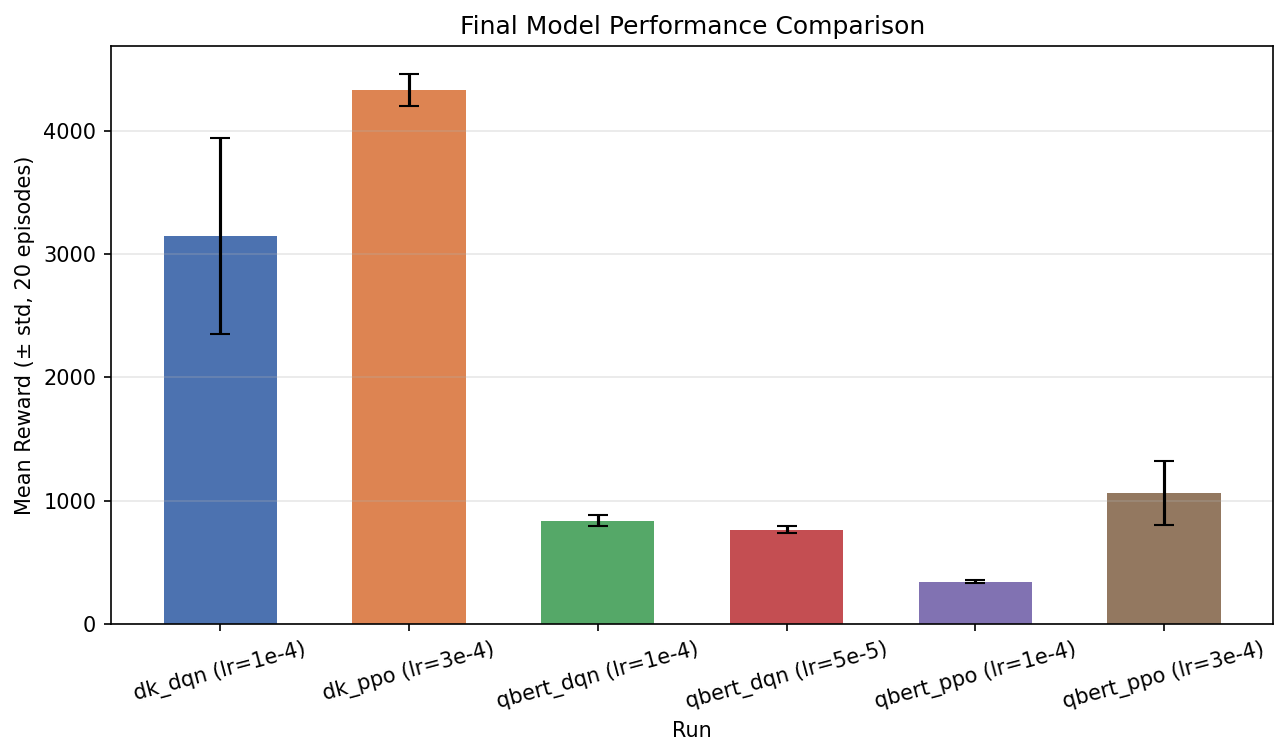 Final Model Performance Comparison
Mean Reward (± std, 20 episodes)
4000
3000
2000
1000
0
dk_dqn (lr=1e-4)
dk_ppo (lr=3e-4)
qbert_dqn (lr=1e-4)
qbert_dqn (lr=5e-5)
qbert_ppo (lr=1e-4)
qbert_ppo (lr=3e-4)
Run